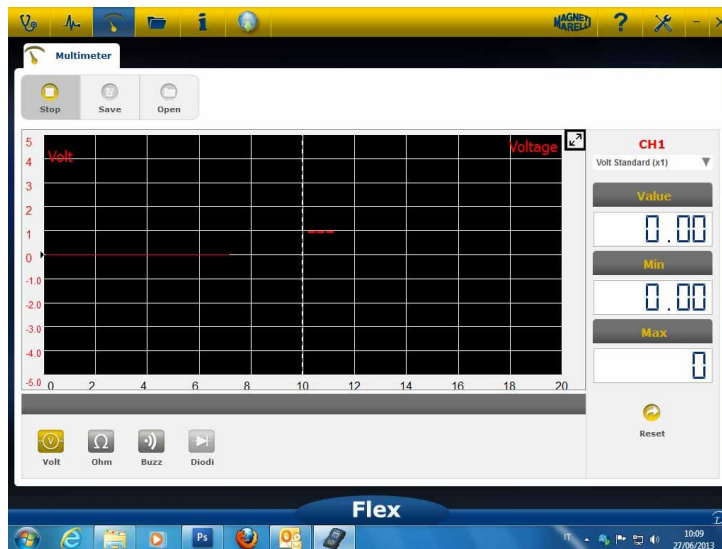 i
MAGNETI
MARELLI
?
Multimeter
Stop
Save
Open
Volt
Voltage
5
4
3
2
1
0
-1.0
-2.0
-3.0
-4.0
-5.0
0 2 4 6 8 10 12 14 16 18 20
CH1
Volt Standard (x1)
Value
0.00
Min
0.00
Max
0
Reset
V
Ω
Volt
Ohm
Buzz
Diodi
Flex
Ps
IT
10:09
27/06/2013